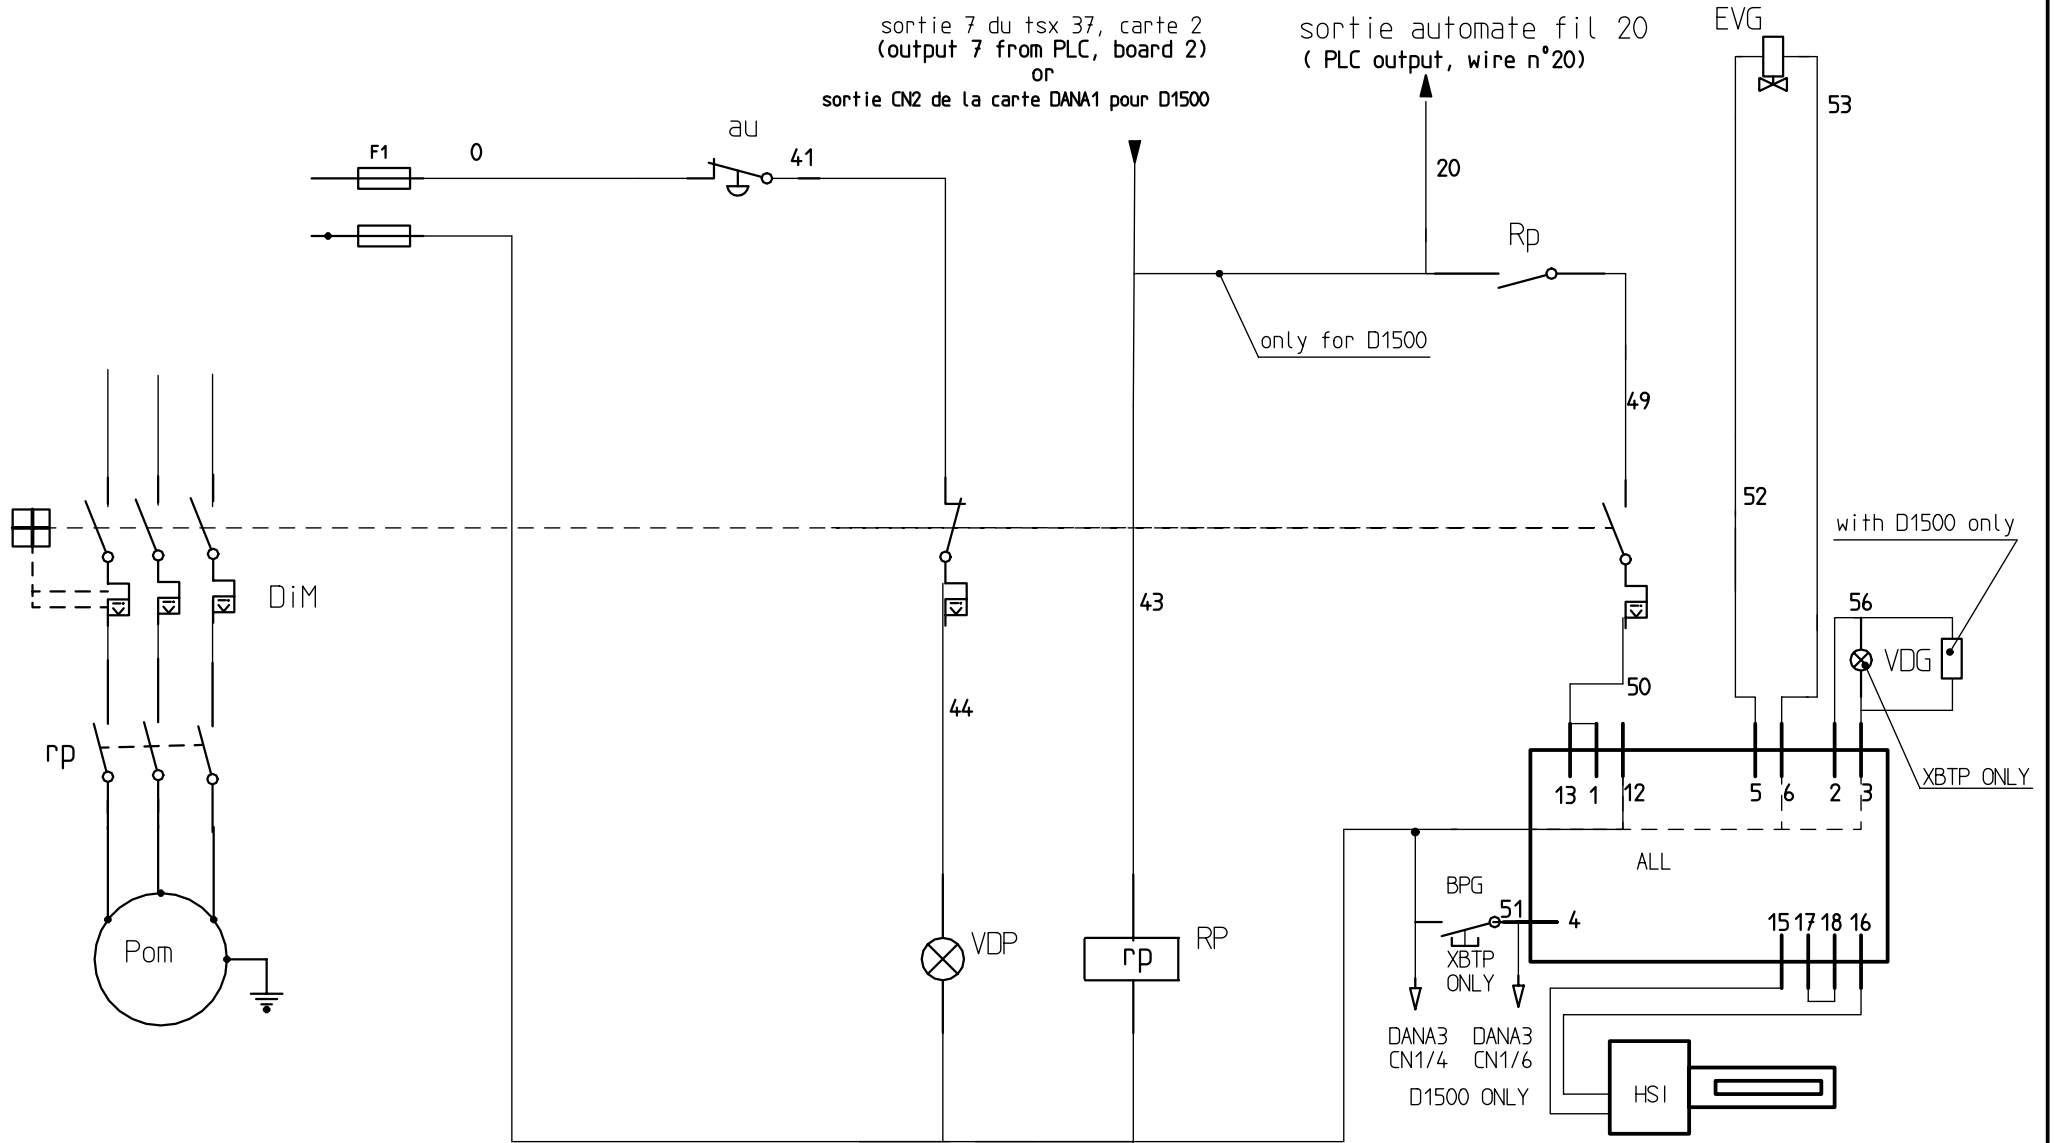 sortie 7 du tsx 37, carte 2
(output 7 from PLC, board 2)
or
sortie CN2 de la carte DANA1 pour D1500
sortie automate fil 20
( PLC output, wire n°20)
EVG
53
au
F1
0
41
20
Rp
only for D1500
49
52
with D1500 only
DiM
43
56
VDG
50
44
rp
XBTP ONLY
13
1
12
5
6
2
3
ALL
BPG
51
4
15
17
18
16
Pom
VDP
rp
RP
XBTP
ONLY
DANA3
CN1/4
DANA3
CN1/6
D1500 ONLY
HSI